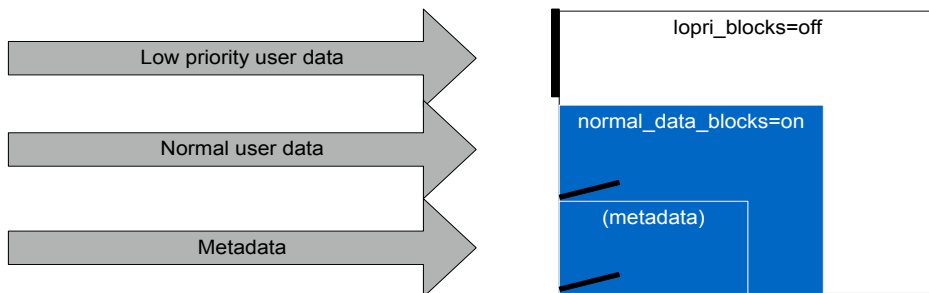 Low priority user data
lopri_blocks=off
Normal user data
normal_data_blocks=on
Metadata
(metadata)